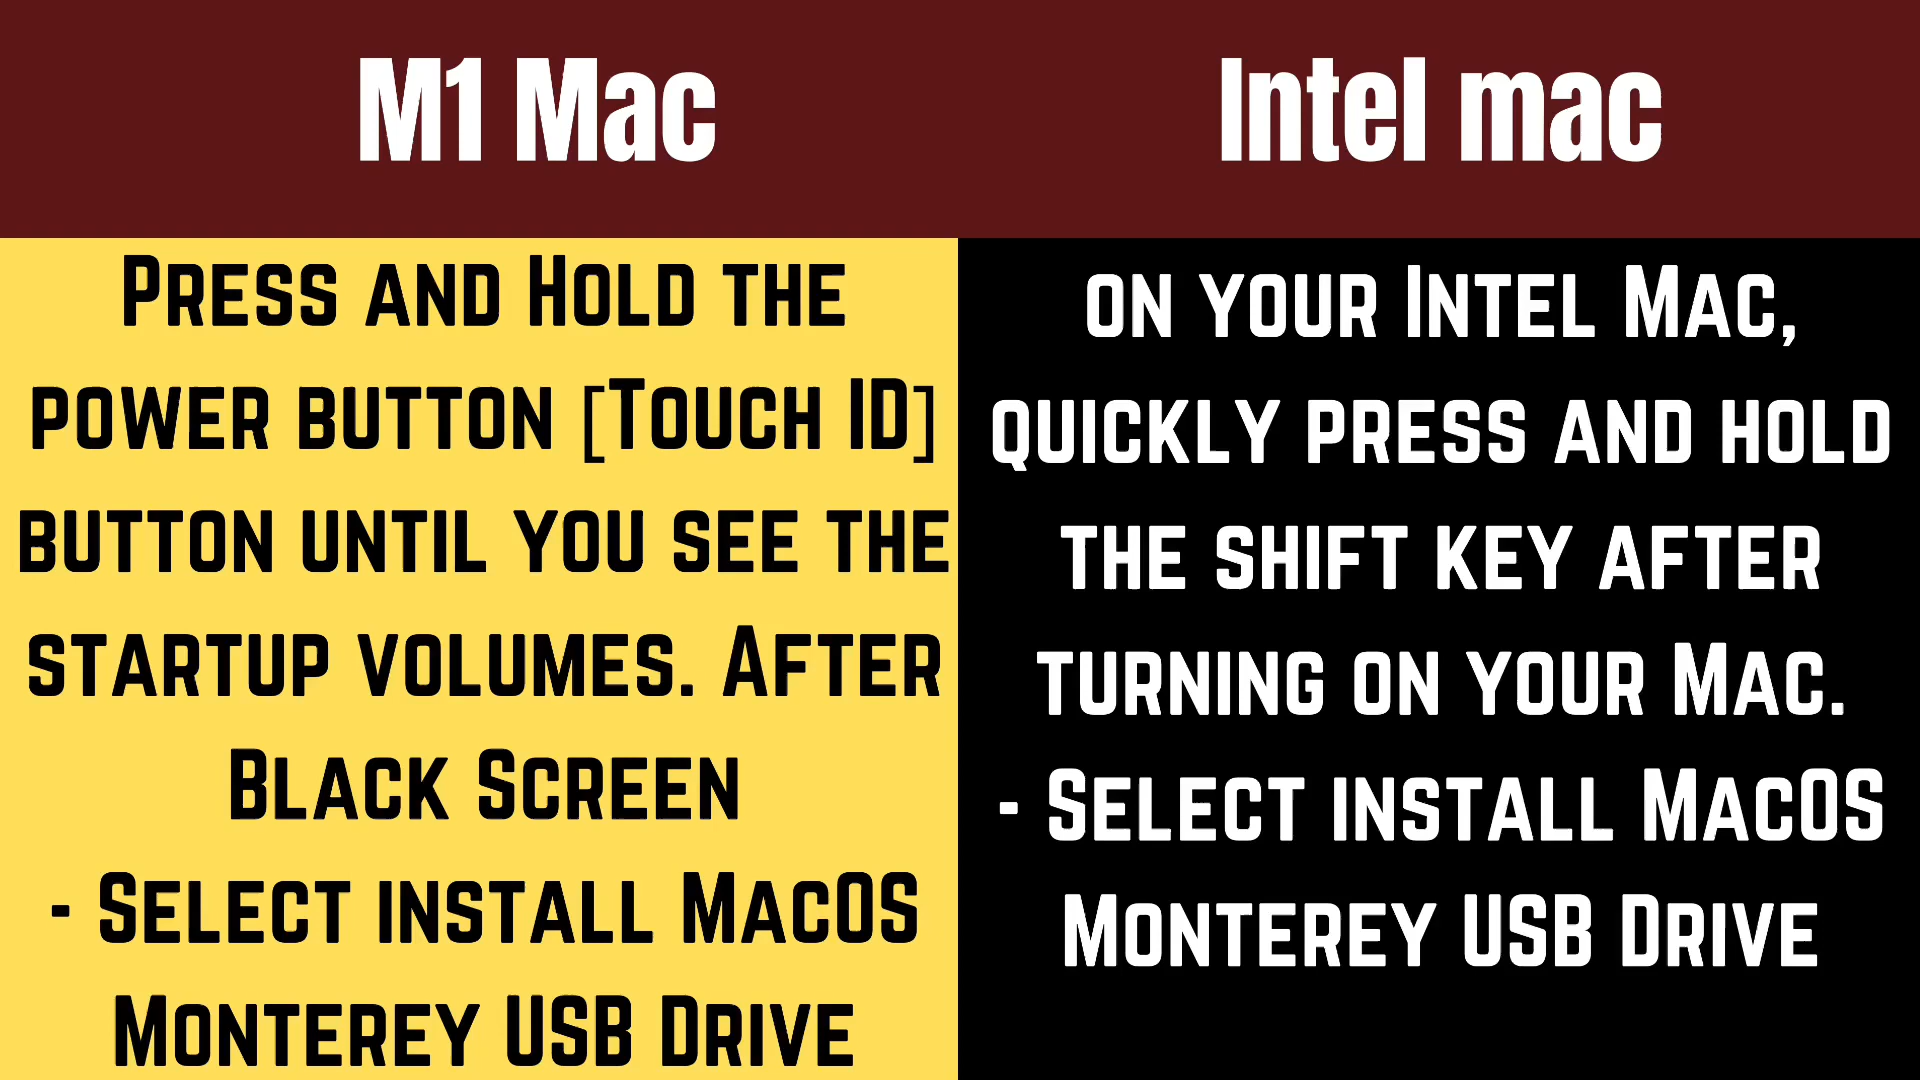 M1 Mac
Press and Hold the
power button [Touch ID]
button until you see the
startup volumes. After
Black Screen
- Select install MacOS
Monterey USB Drive
Intel mac
on your Intel Mac,
quickly press and hold
the shift key after
turning on your Mac.
- Select install MacOS
Monterey USB Drive